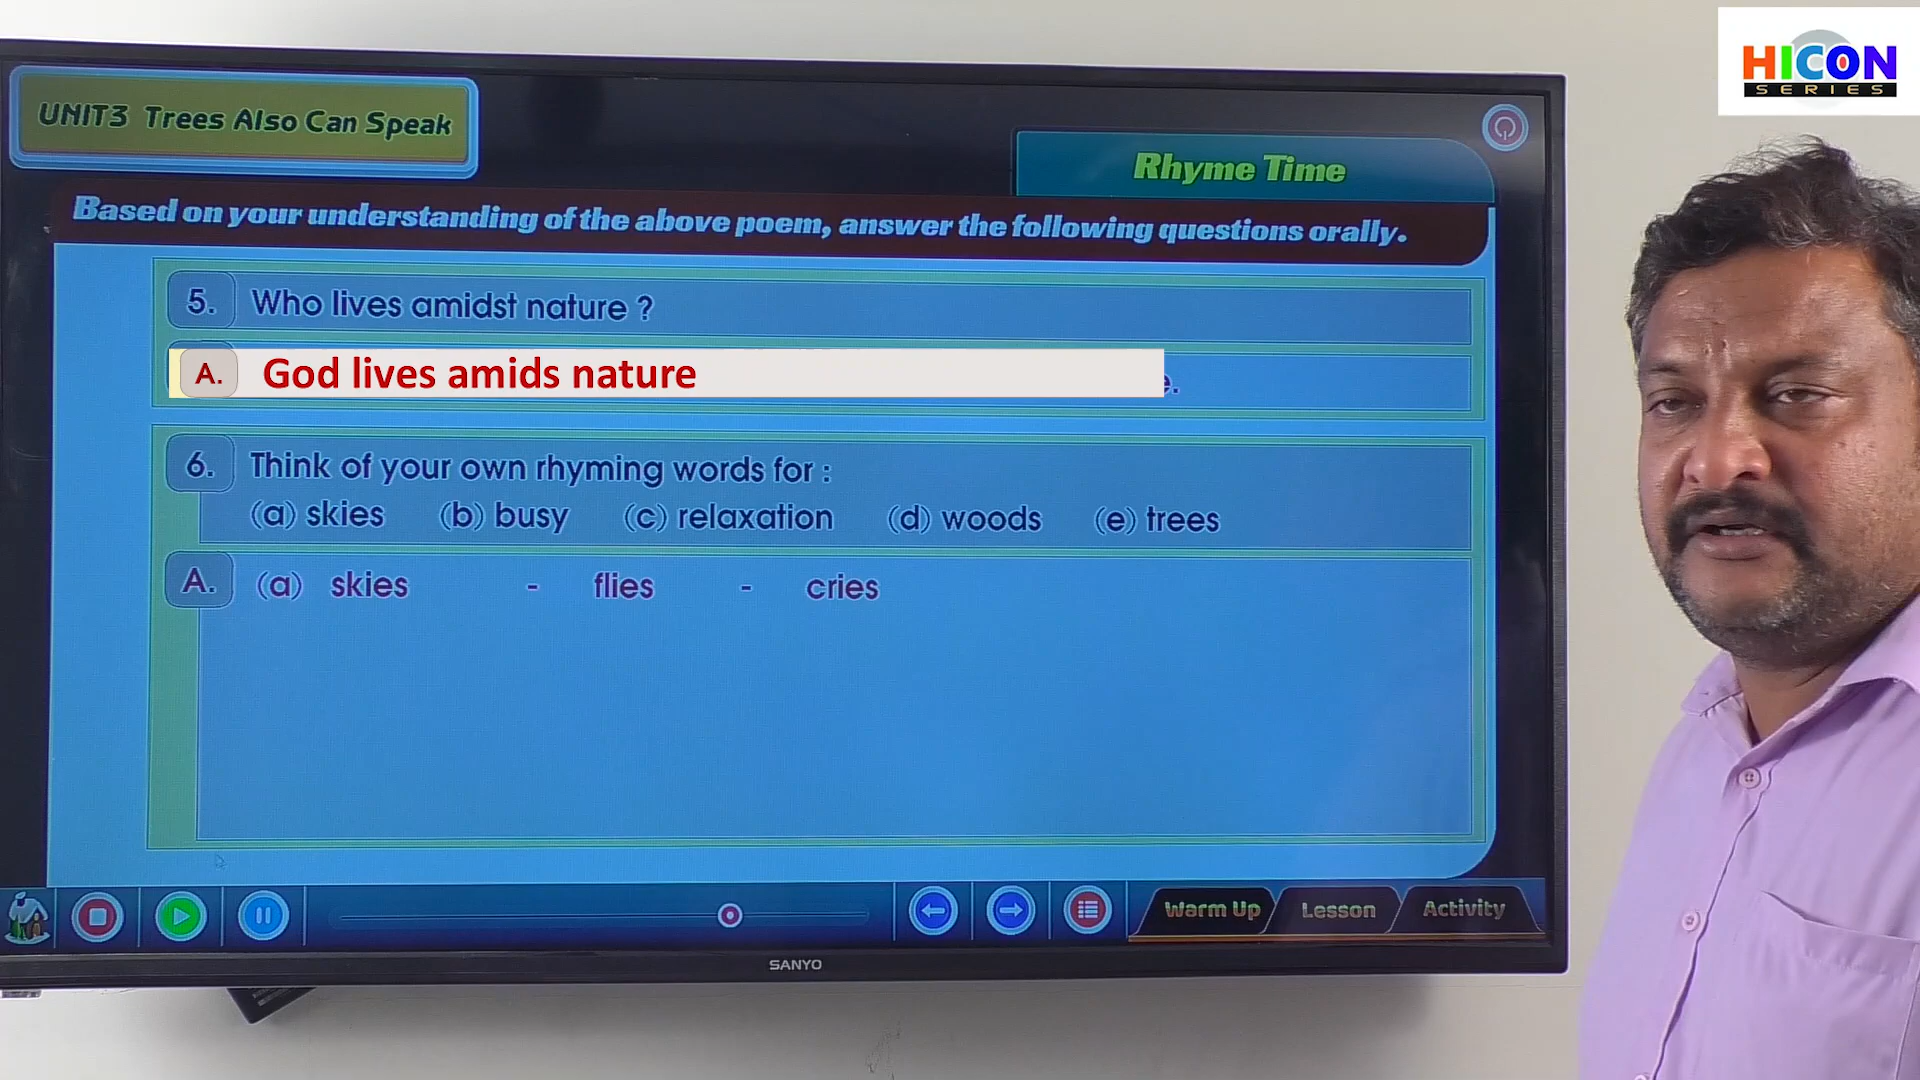 HICON
SERIES
UNIT3 Trees Also Can Speak
Rhyme Time
Based on your understanding of the above poem, answer the following questions orally.
5. Who lives amidst nature ?
A. God lives amids nature
e.
6. Think of your own rhyming words for :
(a) skies (b) busy (c) relaxation (d) woods (e) trees
A. (a) skies - flies - cries
Warm Up Lesson Activity
SANYO